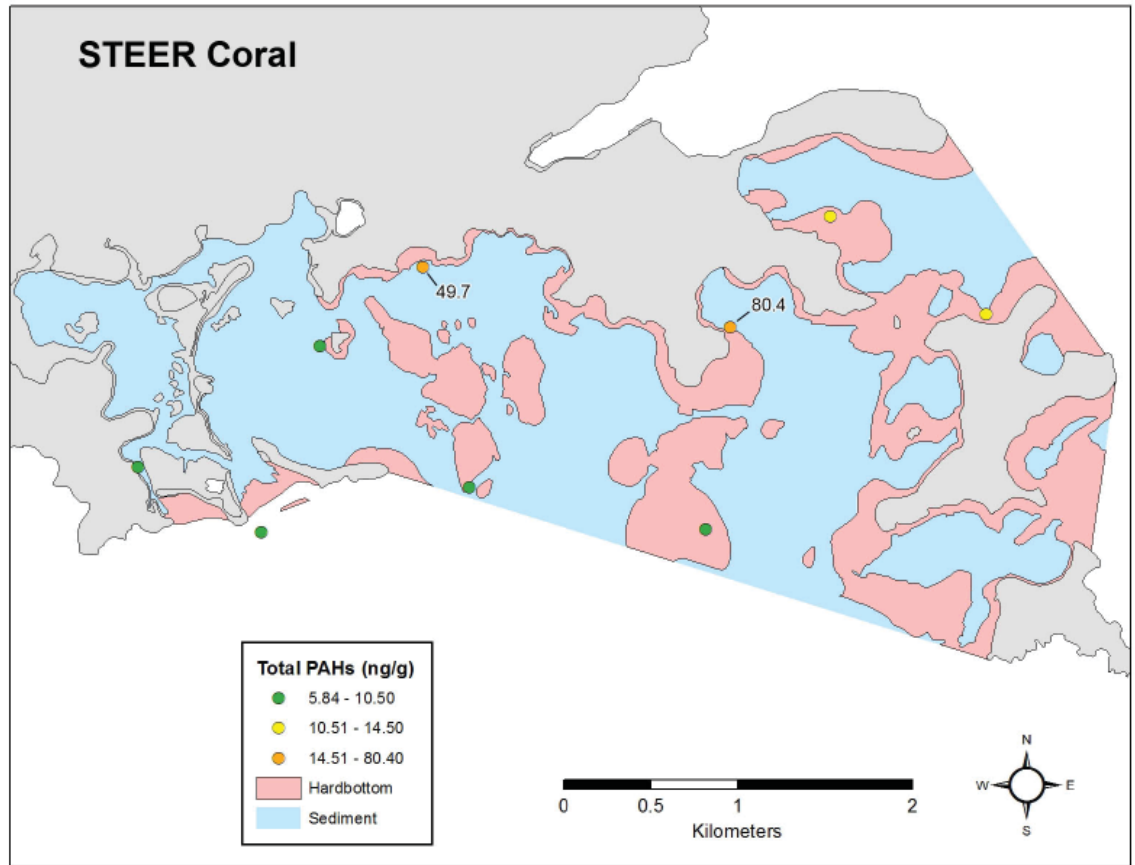 STEER Coral
49.7
80.4
Total PAHs (ng/g)
5.84 - 10.50
10.51 - 14.50
14.51 - 80.40
Hardbottom
Sediment
0 0.5 1 2
Kilometers
N
W E
S